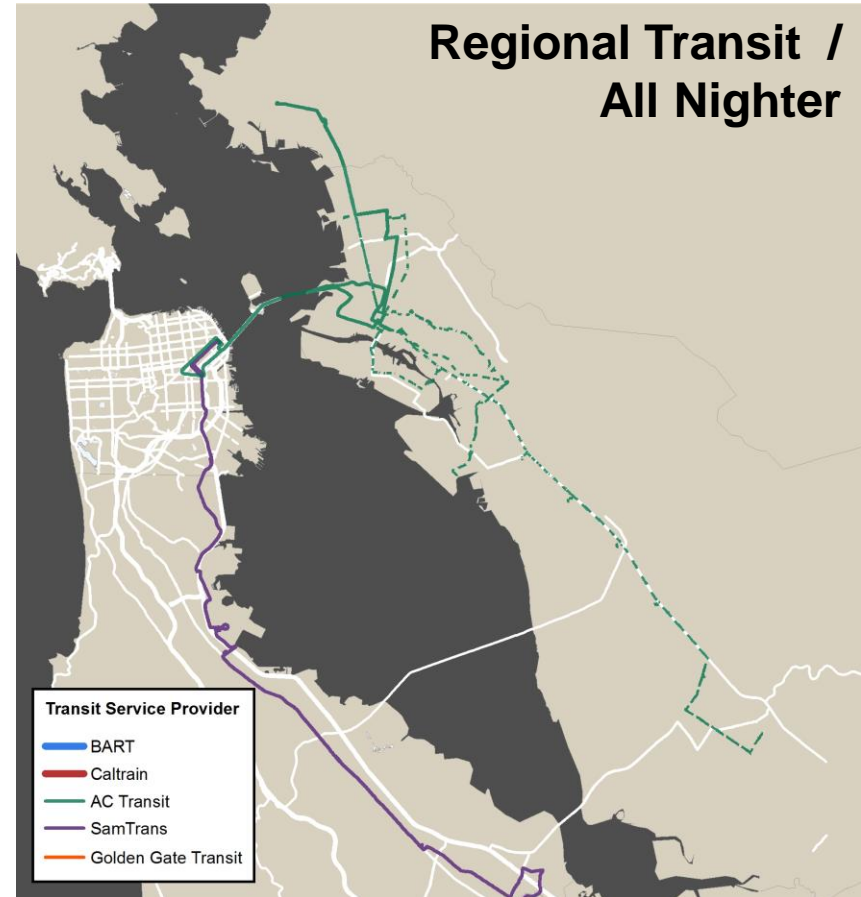 Regional Transit /
All Nighter
Transit Service Provider
BART
Caltrain
AC Transit
SamTrans
Golden Gate Transit